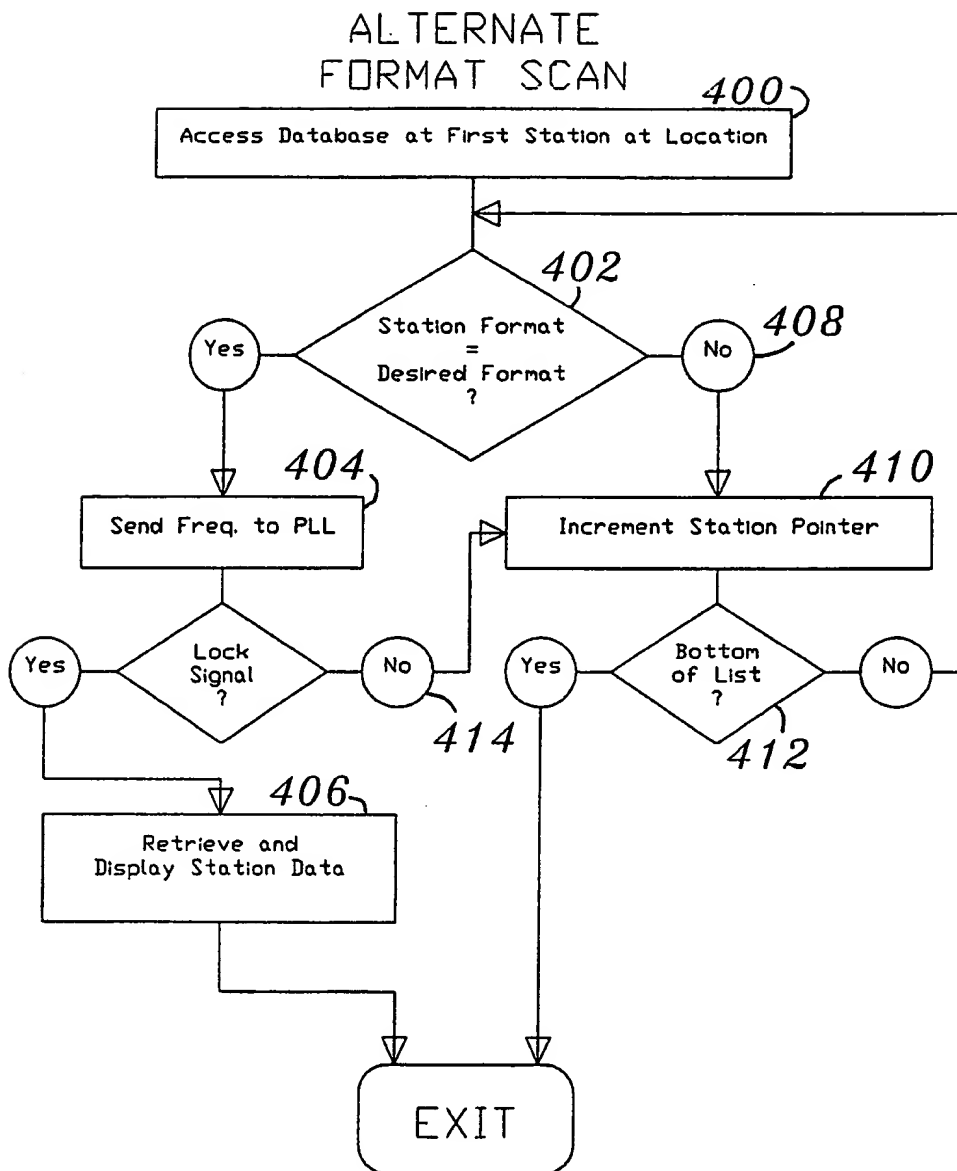 ALTERNATE
FORMAT SCAN
400
Access Database at First Station at Location
402
Station Format
=
Desired Format
?
Yes
No
408
404
Send Freq. to PLL
410
Increment Station Pointer
Yes
Lock
Signal
?
No
414
Yes
Bottom
of List
?
No
412
406
Retrieve and
Display Station Data
EXIT